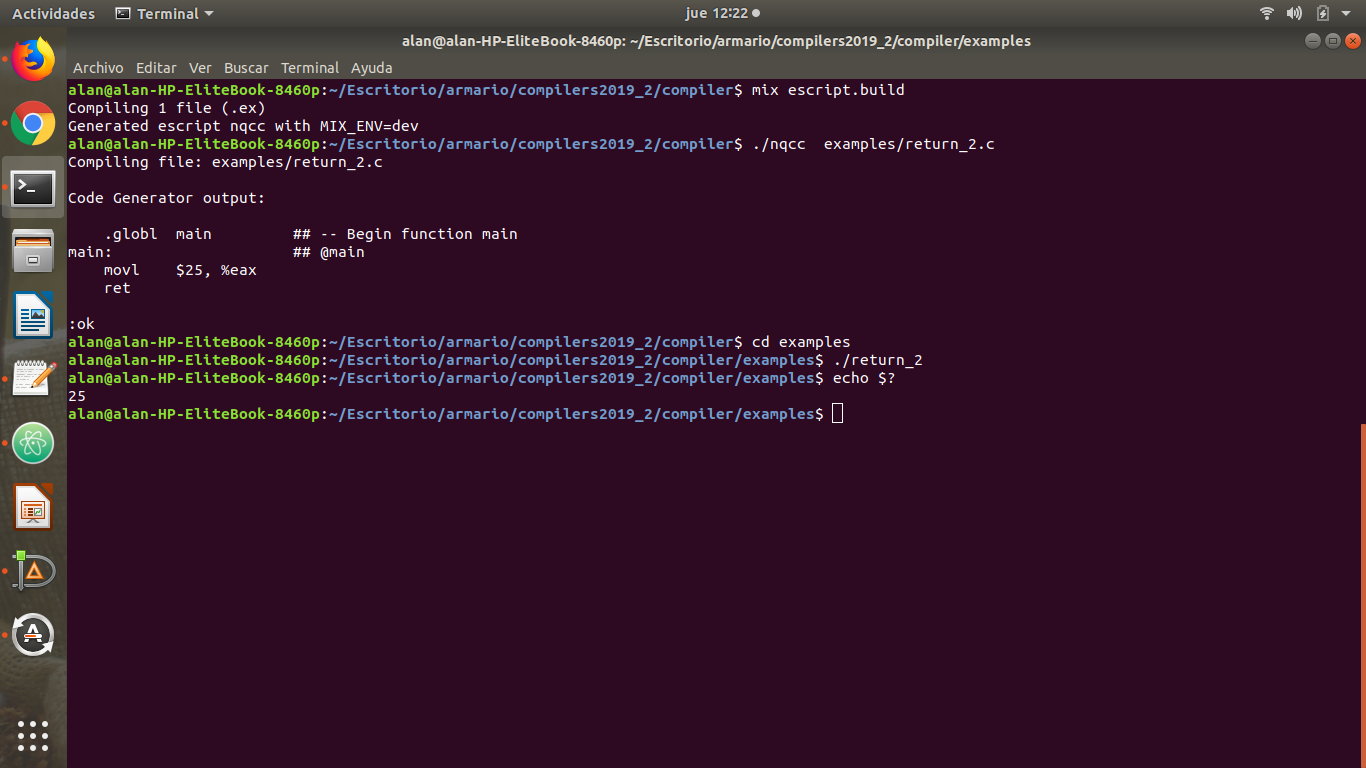 Actividades Terminal jue 12:22
alan@alan-HP-EliteBook-8460p: ~/Escritorio/armario/compilers2019_2/compiler/examples
Archivo Editar Ver Buscar Terminal Ayuda
alan@alan-HP-EliteBook-8460p:~/Escritorio/armario/compilers2019_2/compiler$ mix escript.build
Compiling 1 file (.ex)
Generated escript nqcc with MIX_ENV=dev
alan@alan-HP-EliteBook-8460p:~/Escritorio/armario/compilers2019_2/compiler$ ./nqcc  examples/return_2.c
Compiling file: examples/return_2.c
Code Generator output:
    .globl  main         ## -- Begin function main
main:                    ## @main
    movl    $25, %eax
    ret
:ok
alan@alan-HP-EliteBook-8460p:~/Escritorio/armario/compilers2019_2/compiler$ cd examples
alan@alan-HP-EliteBook-8460p:~/Escritorio/armario/compilers2019_2/compiler/examples$ ./return_2
alan@alan-HP-EliteBook-8460p:~/Escritorio/armario/compilers2019_2/compiler/examples$ echo $?
25
alan@alan-HP-EliteBook-8460p:~/Escritorio/armario/compilers2019_2/compiler/examples$